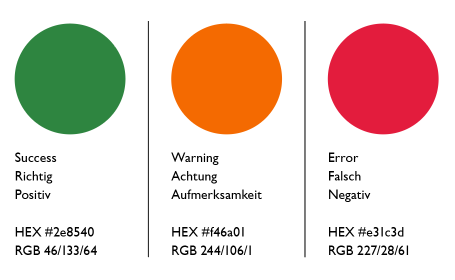 Success
Richtig
Positiv
HEX #2e8540
RGB 46/133/64
Warning
Achtung
Aufmerksamkeit
HEX #f46a01
RGB 244/106/1
Error
Falsch
Negativ
HEX #e31c3d
RGB 227/28/61